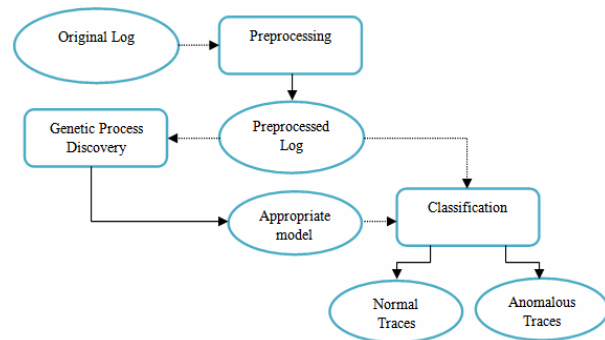 Original Log
Preprocessing
Genetic Process
Discovery
Preprocessed
Log
Appropriate
model
Classification
Normal
Traces
Anomalous
Traces